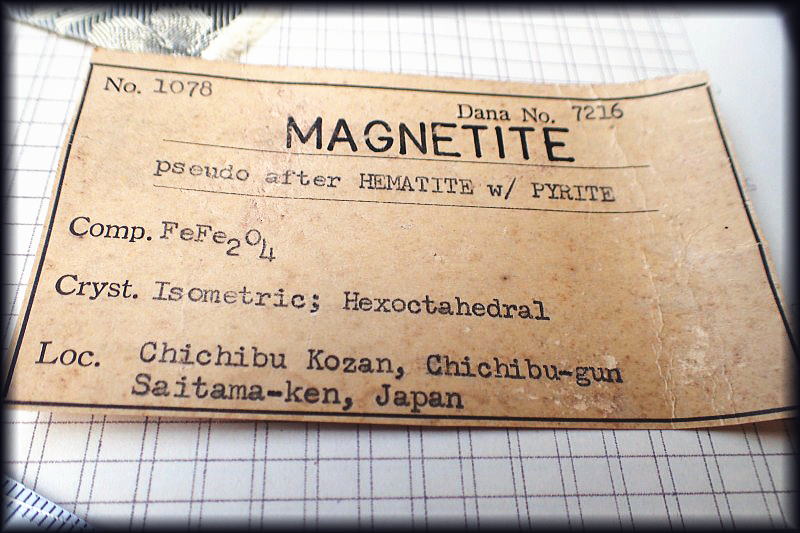 No. 1078
Dana No. 7216
MAGNETITE
pseudo after HEMATITE w/ PYRITE
Comp. FeFe2O4
Cryst. Isometric; Hexoctahedral
Loc. Chichibu Kozan, Chichibu-gun
Saitama-ken, Japan